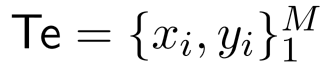 Te = {x_i, y_i}_1^M